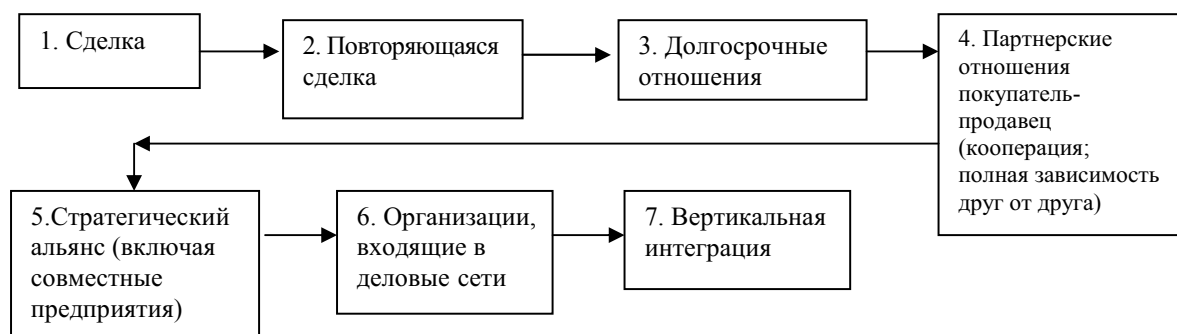 1. Сделка
2. Повторяющаяся
сделка
3. Долгосрочные
отношения
4. Партнерские
отношения
покупатель-
продавец
(кооперация;
полная зависимость
друг от друга)
5.Стратегический
альянс (включая
совместные
предприятия)
6. Организации,
входящие в
деловые сети
7. Вертикальная
интеграция